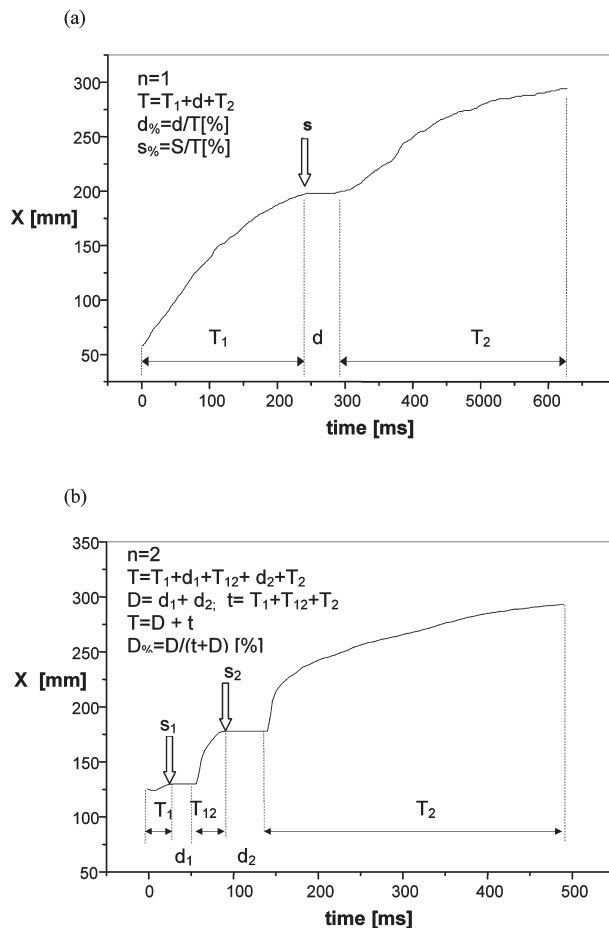 (a)
n=1
T=T₁+d+T₂
d%=d/T[%]
s%=S/T[%]
s
300
250
200
150
100
50
X [mm]
T₁
d
T₂
0
100
200
300
400
5000
600
time [ms]
(b)
n=2
T=T₁+d₁+T₁₂+ d₂+T₂
D= d₁+ d₂; t= T₁+T₁₂+T₂
T=D + t
D%=D/(t+D) [%]
s₂
s₁
350
300
250
200
150
100
50
X [mm]
T₁
T₁₂
T₂
d₁
d₂
0
100
200
300
400
500
time [ms]